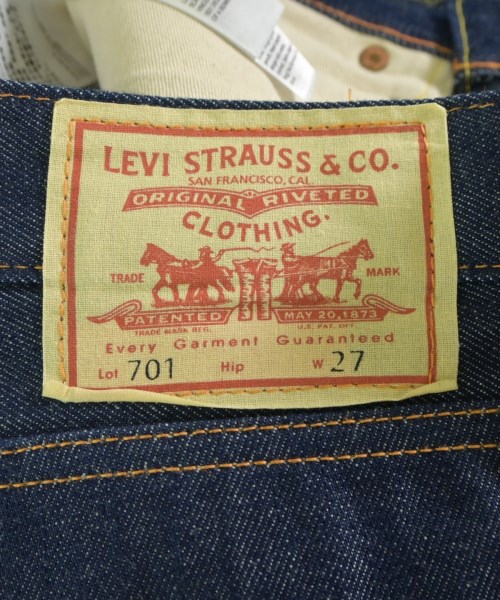 LEVI STRAUSS & CO.
SAN FRANCISCO, CAL.
ORIGINAL RIVETED
CLOTHING.
TRADE MARK
PATENTED MAY 20, 1873
TRADE MARK REG. U.S. PAT. OFF.
Every Garment Guaranteed
Lot 701 Hip W 27